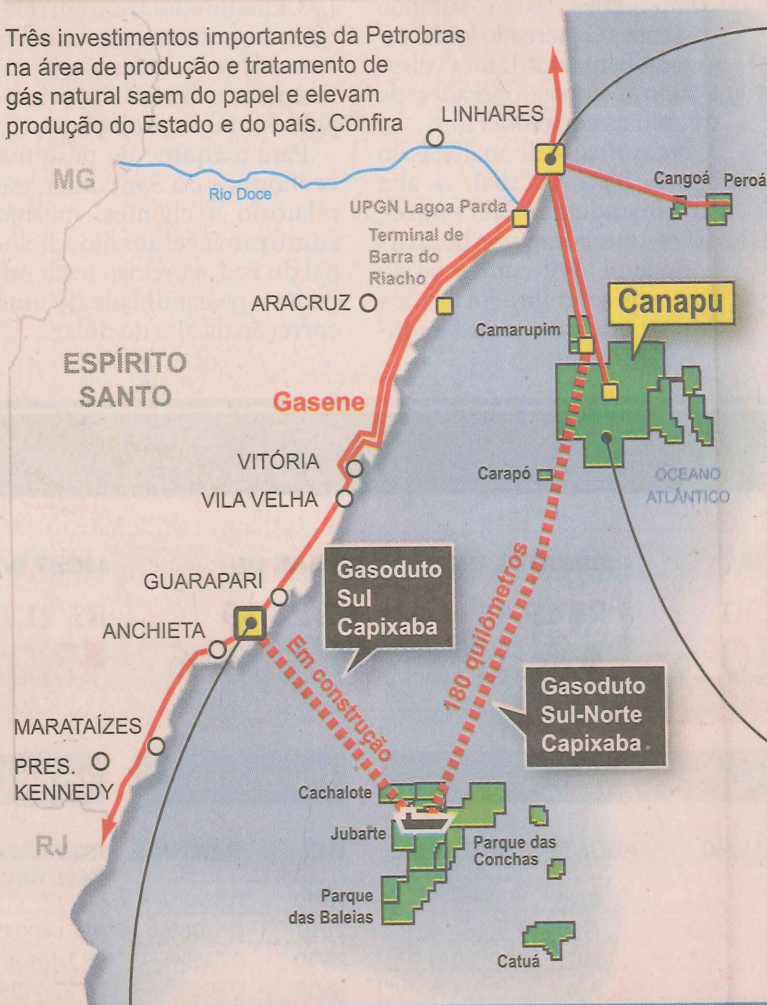 Três investimentos importantes da Petrobras
na área de produção e tratamento de
gás natural saem do papel e elevam
produção do Estado e do país. Confira
LINHARES
MG
Rio Doce
Cangoá
Peroá
UPGN Lagoa Parda
Terminal de
Barra do
Riacho
ARACRUZ
Canapu
Camarupim
ESPÍRITO
SANTO
Gasene
VITÓRIA
VILA VELHA
Carapó
OCEANO
ATLÂNTICO
GUARAPARI
ANCHIETA
Gasoduto
Sul
Capixaba
Em construção
180 quilômetros
Gasoduto
Sul-Norte
Capixaba
MARATAÍZES
PRES.
KENNEDY
RJ
Cachalote
Jubarte
Parque das
Conchas
Parque
das Baleias
Catuá